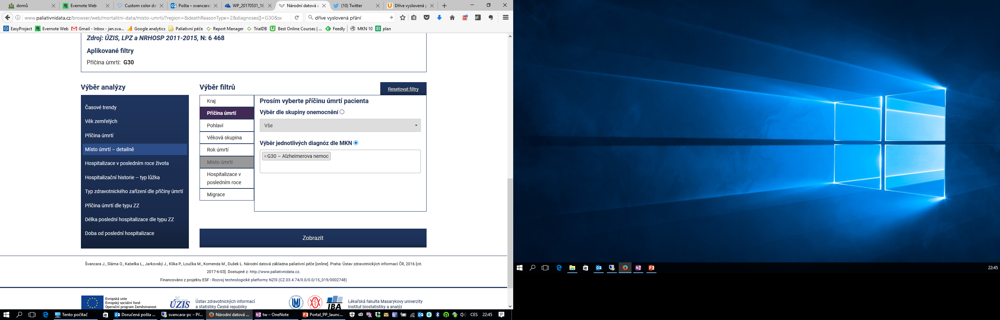 domů
Evernote Web
Custom color da
Pošta – svancara
WP_20170531_16_
Národní datová z
(10) Twitter
Dříve vyslovená p
www.paliativnidata.cz/browser/web/mortalitni-data/misto-umrti/?region=&deathReasonType=2&diagnoses[]=G30&se
dříve vyslovená přání
EasyProject
Evernote Web
Gmail - Inbox - jan.sva...
Google analytics
Paliativní péče
Report Manager
TrialDB
Best Online Courses | ...
Feedly
MKN 10
plan
Zdroj: ÚZIS, LPZ a NRHOSP 2011-2015, N: 6 468
Aplikované filtry
Příčina úmrtí: G30
Výběr analýzy
Časové trendy
Věk zemřelých
Příčina úmrtí
Místo úmrtí – detailně
Hospitalizace v posledním roce života
Hospitalizační historie – typ lůžka
Typ zdravotnického zařízení dle příčiny úmrtí
Příčina úmrtí dle typu ZZ
Délka poslední hospitalizace dle typu ZZ
Doba od poslední hospitalizace
Výběr filtrů
Resetovat filtry
Kraj
Příčina úmrtí
Pohlaví
Věková skupina
Rok úmrtí
Místo úmrtí
Hospitalizace v
posledním roce
Migrace
Prosím vyberte příčinu úmrtí pacienta
Výběr dle skupiny onemocnění
Vše
Výběr jednotlivých diagnóz dle MKN
×G30 – Alzheimerova nemoc
Zobrazit
Švancara J., Sláma O., Kabelka L., Jarkovský J., Klika P., Loučka M., Komenda M., Dušek L. Národní datová základna paliativní péče [online]. Praha: Ústav zdravotnických informací ČR, 2016 [cit.
2017-6-03]. Dostupné z: http://www.paliativnidata.cz.
Financováno z projektu ESF - Rozvoj technologické platformy NZIS (CZ.03.4.74/0.0/0.0/15_019/0002748)
Evropská unie
Evropský sociální fond
Operační program Zaměstnanost
ÚZIS
Ústav zdravotnických informací
a statistiky České republiky
IBA
Lékařská fakulta Masarykovy univerzity
Institut biostatistiky a analýz
Tento počítač
Doručená pošta ...
svancara-pc – Př...
Národní datová ...
tw – OneNote
Portal_PP_launc...
CES
22:45
22:45